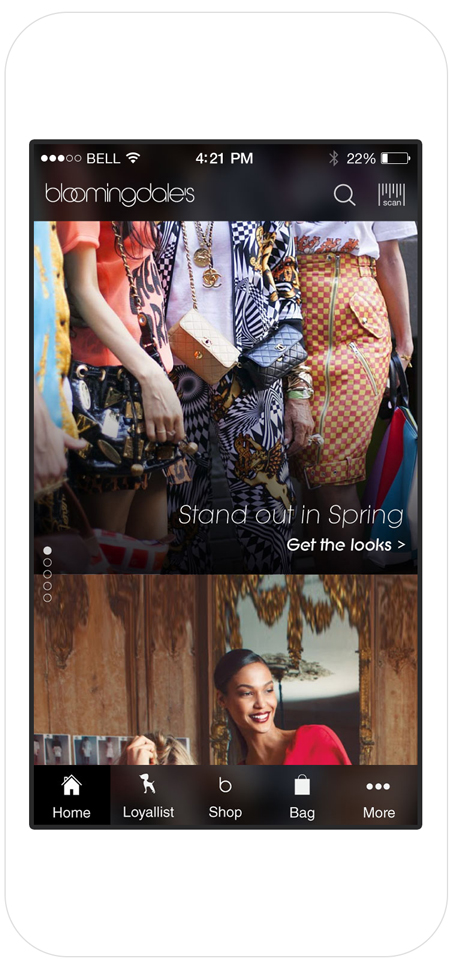 BELL 4:21 PM 22%
bloomingdale's
scan
Stand out in Spring
Get the looks >
Home Loyallist Shop Bag More